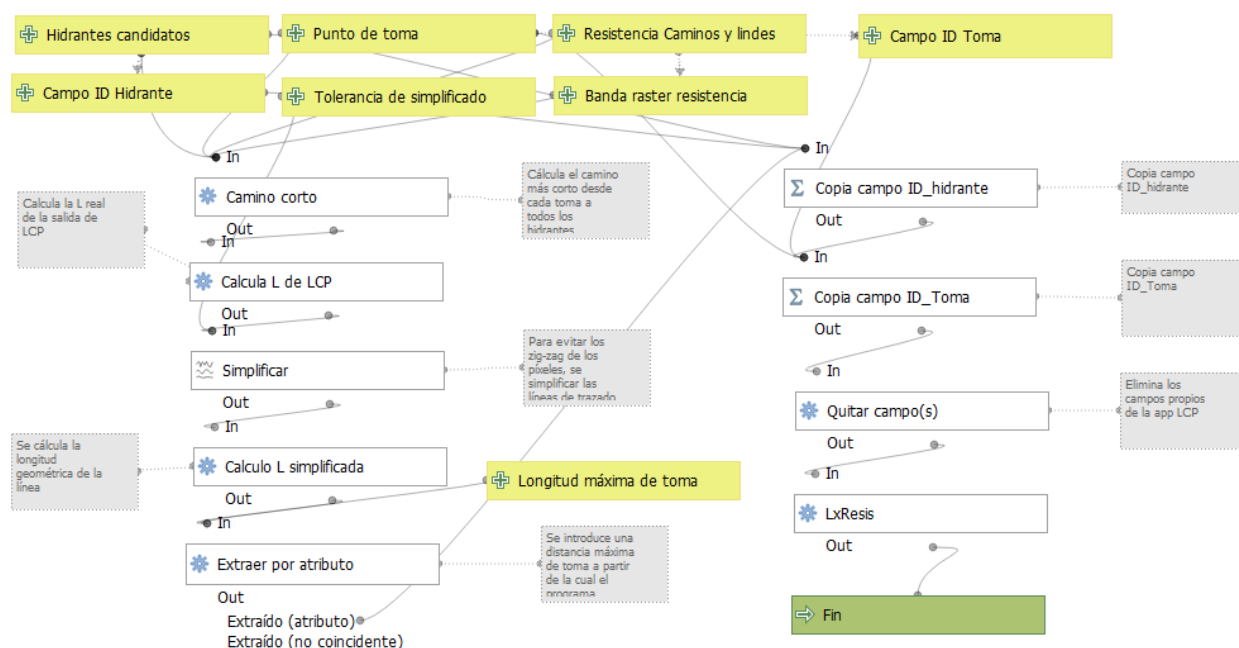 Hidrantes candidatos
Punto de toma
Resistencia Caminos y lindes
Campo ID Toma
Campo ID Hidrante
Tolerancia de simplificado
Banda raster resistencia
In
Camino corto
Out
Cálcula el camino
más corto desde
cada toma a
todos los
hidrantes
Calcula la L real
de la salida de
LCP
In
Calcula L de LCP
Out
In
Simplificar
Out
Para evitar los
zig-zag de los
píxeles, se
simplificar las
líneas de trazado
In
Calculo L simplificada
Out
Se cálcula la
longitud
geométrica de la
línea
Longitud máxima de toma
In
Extraer por atributo
Out
Extraído (atributo)
Extraído (no coincidente)
Se introduce una
distancia máxima
de toma a partir
de la cual el
programa
In
Copia campo ID_hidrante
Out
Copia campo
ID_hidrante
In
Copia campo ID_Toma
Out
Copia campo
ID_Toma
In
Quitar campo(s)
Out
Elimina los
campos propios
de la app LCP
In
LxResis
Out
Fin